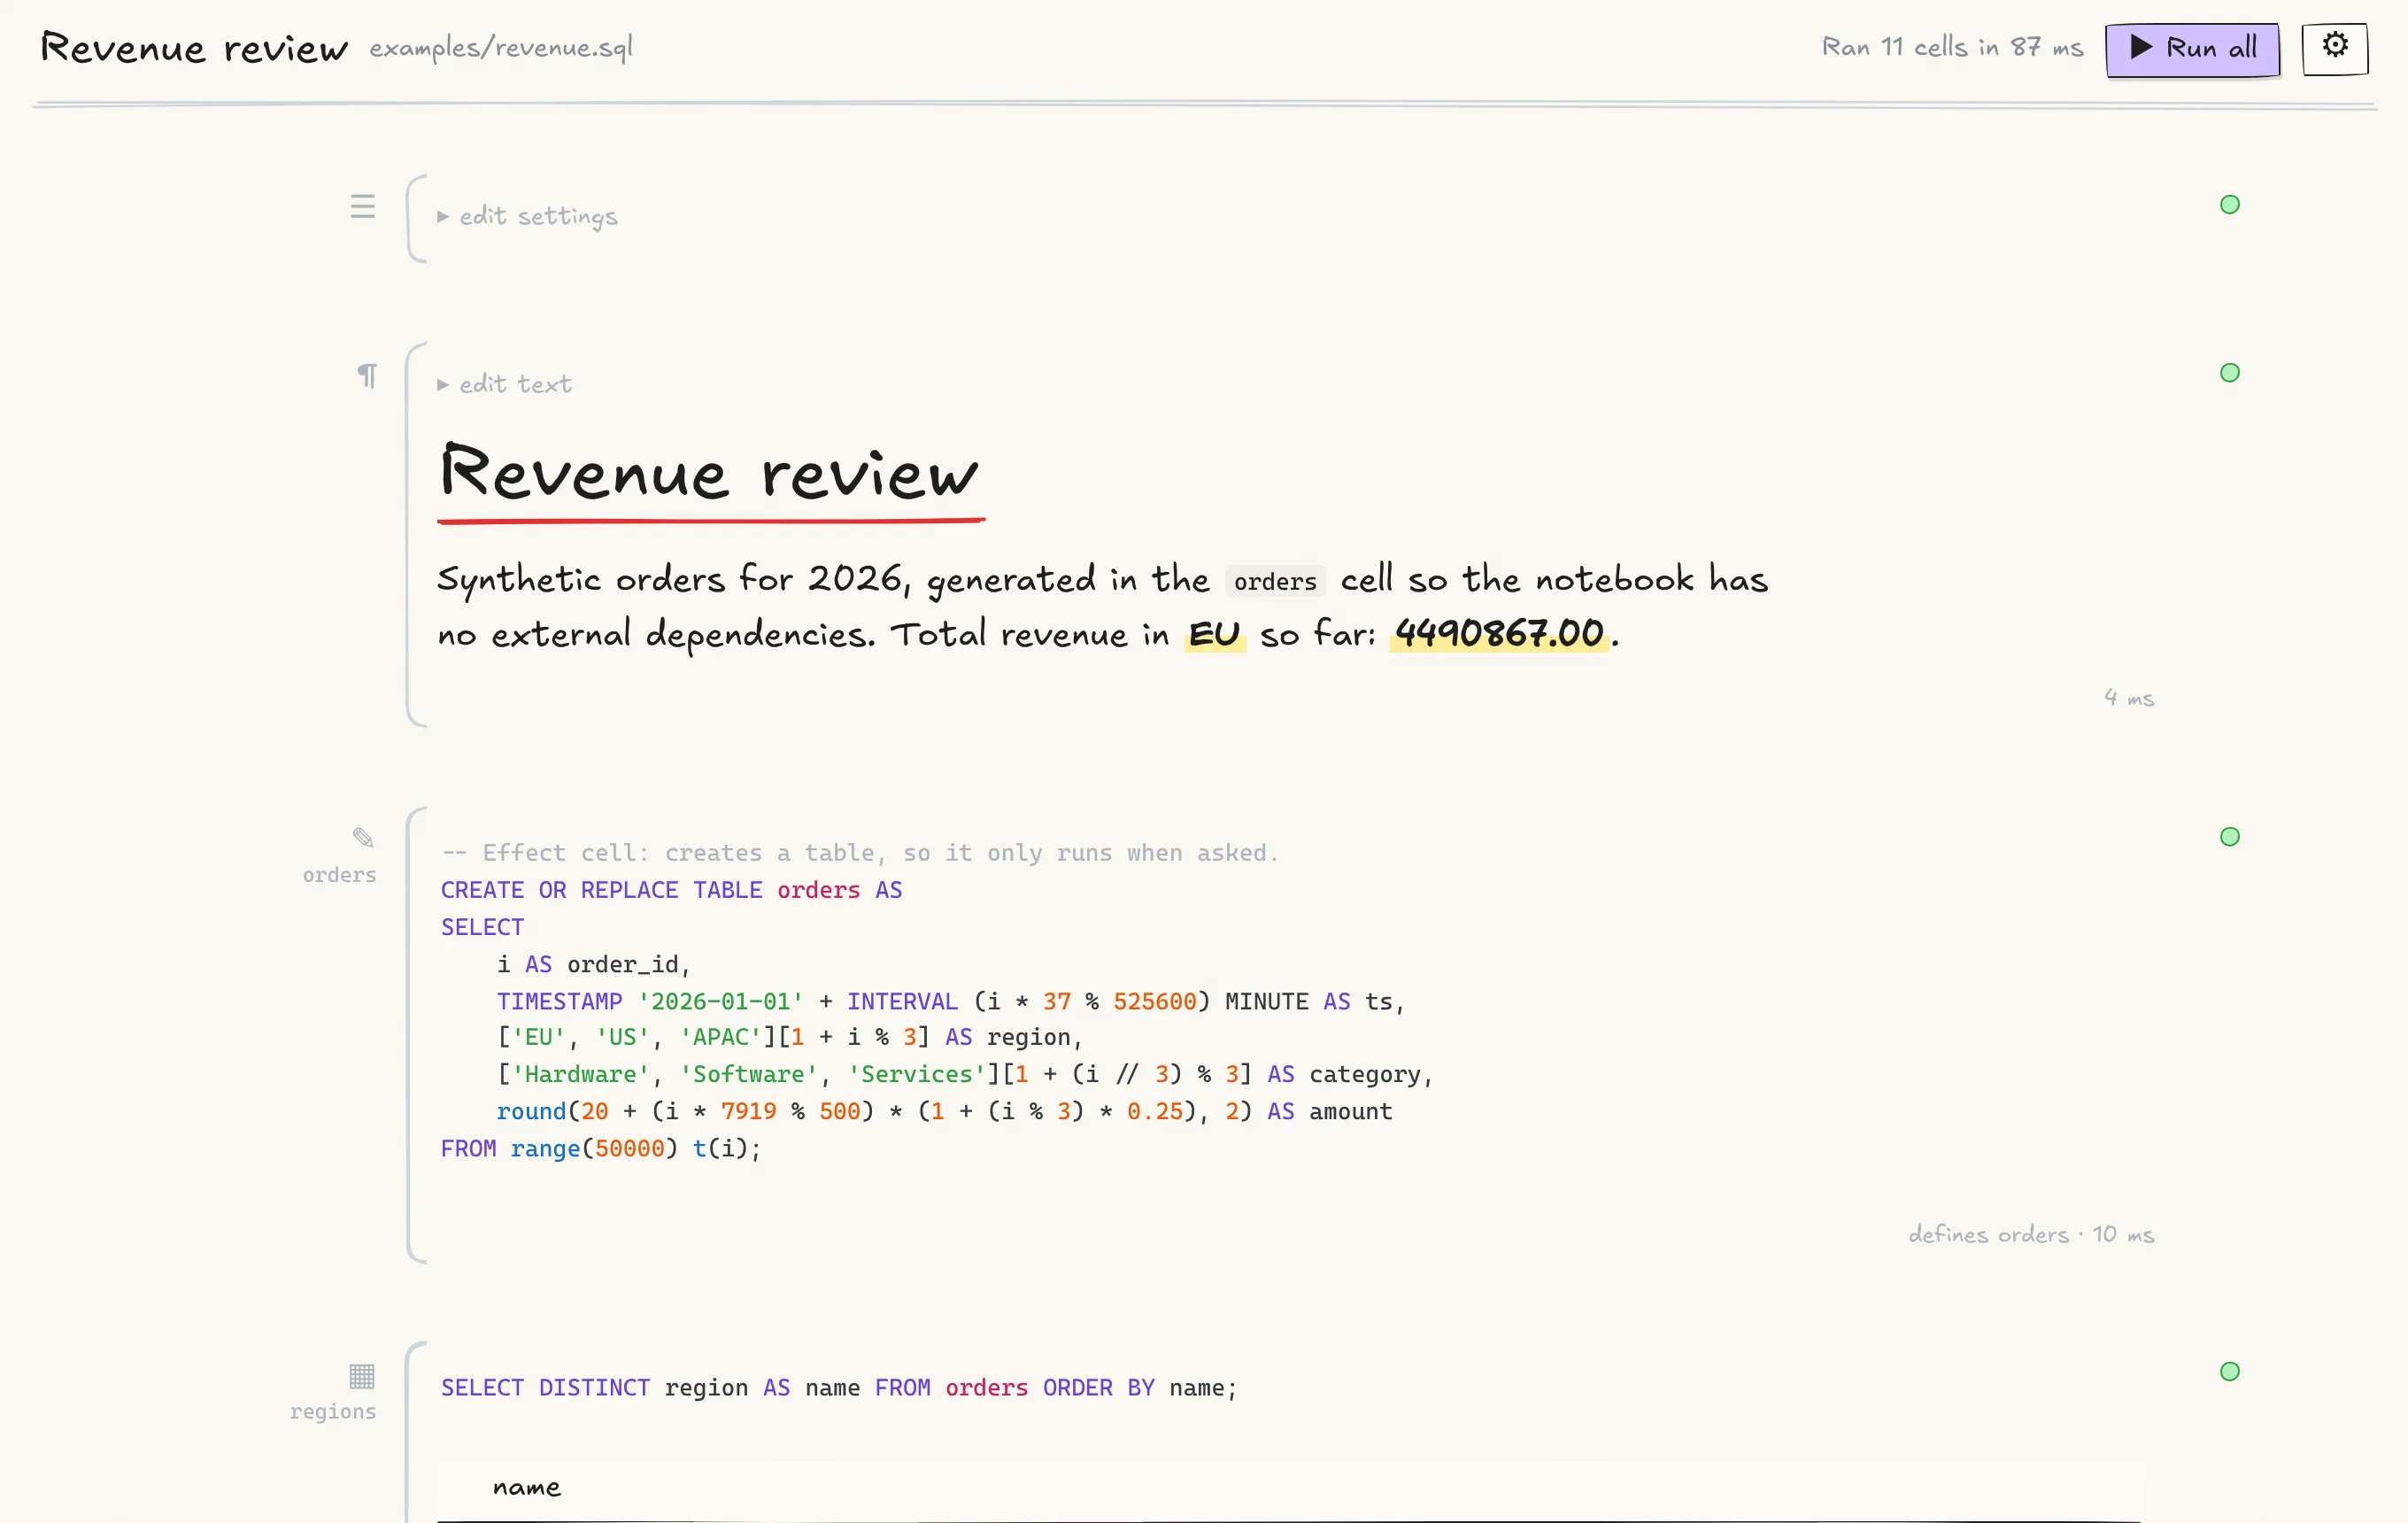 Revenue review examples/revenue.sql Ran 11 cells in 87 ms ▶ Run all ⚙
☰ ▸ edit settings
¶ ▸ edit text
Revenue review
Synthetic orders for 2026, generated in the orders cell so the notebook has
no external dependencies. Total revenue in EU so far: 4490867.00.
4 ms
✎
orders
-- Effect cell: creates a table, so it only runs when asked.
CREATE OR REPLACE TABLE orders AS
SELECT
    i AS order_id,
    TIMESTAMP '2026-01-01' + INTERVAL (i * 37 % 525600) MINUTE AS ts,
    ['EU', 'US', 'APAC'][1 + i % 3] AS region,
    ['Hardware', 'Software', 'Services'][1 + (i // 3) % 3] AS category,
    round(20 + (i * 7919 % 500) * (1 + (i % 3) * 0.25), 2) AS amount
FROM range(50000) t(i);
defines orders · 10 ms
▦
regions
SELECT DISTINCT region AS name FROM orders ORDER BY name;
name